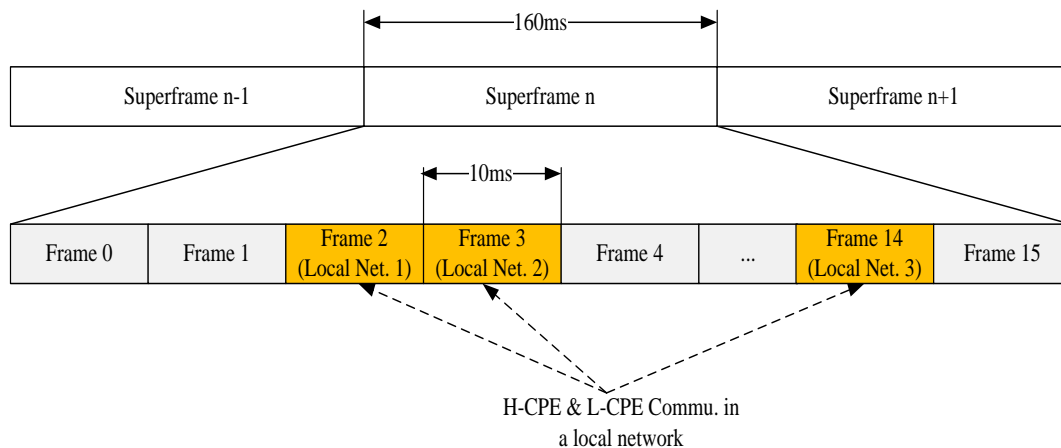 160ms
Superframe n-1
Superframe n
Superframe n+1
10ms
Frame 0
Frame 1
Frame 2
(Local Net. 1)
Frame 3
(Local Net. 2)
Frame 4
...
Frame 14
(Local Net. 3)
Frame 15
H-CPE & L-CPE Commu. in
a local network